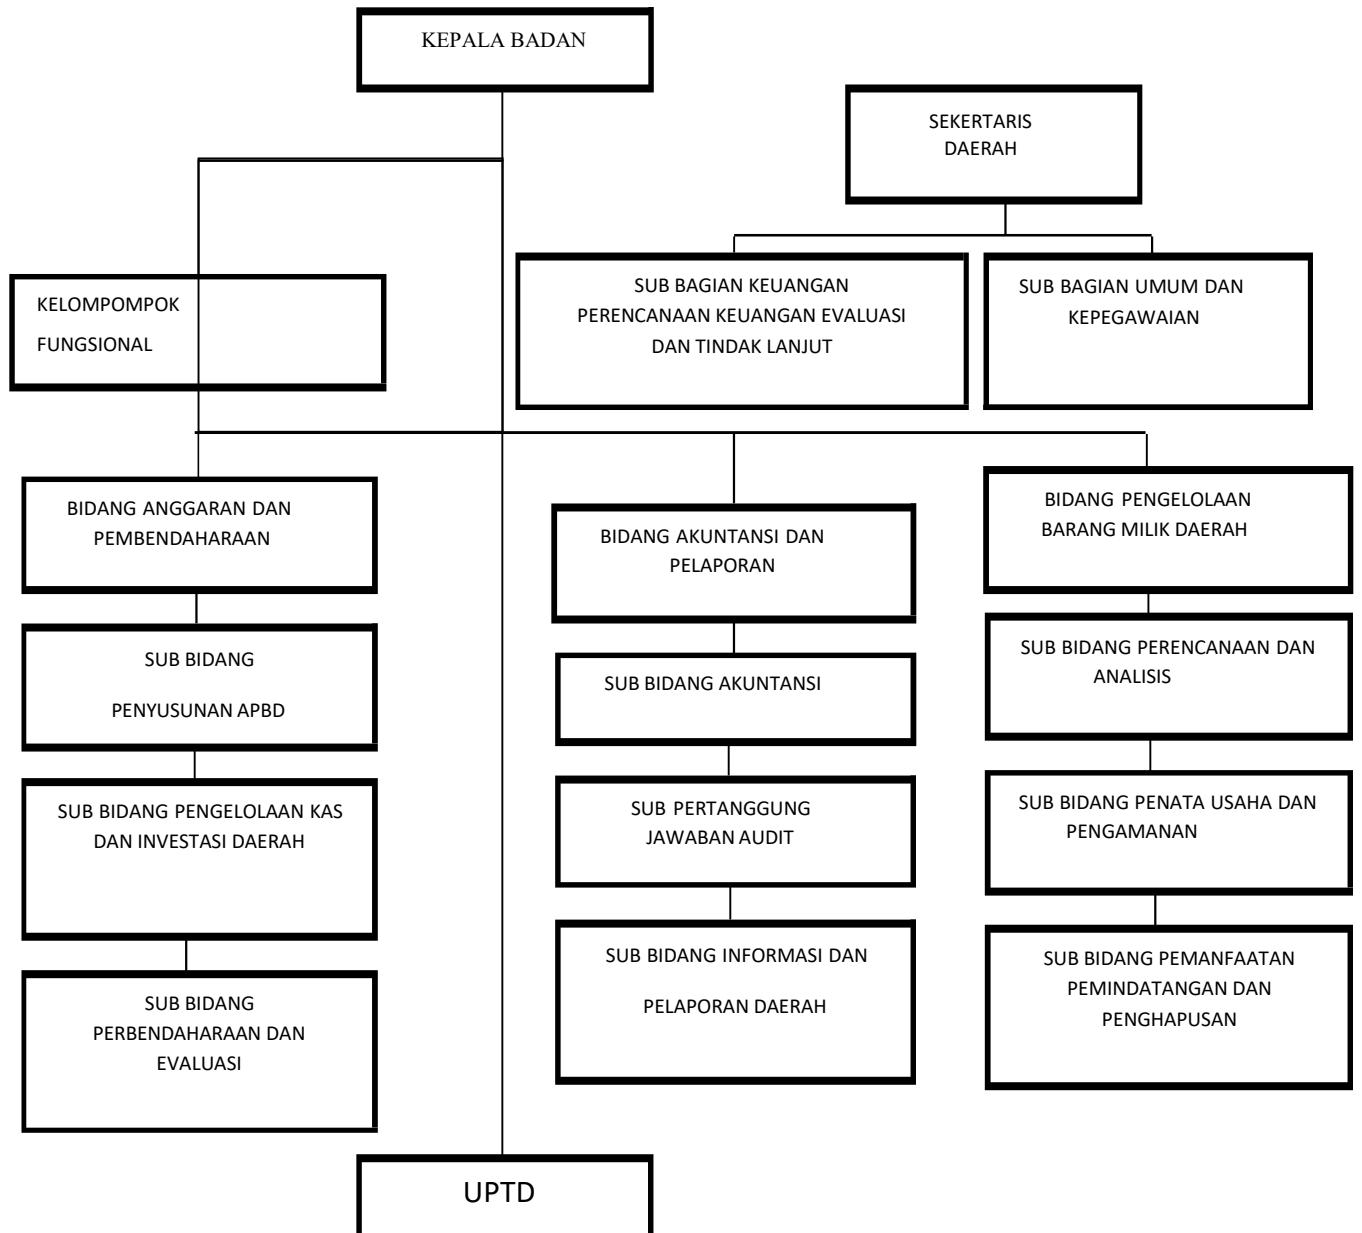 KEPALA BADAN
SEKERTARIS
DAERAH
SUB BAGIAN KEUANGAN
PERENCANAAN KEUANGAN EVALUASI
DAN TINDAK LANJUT
SUB BAGIAN UMUM DAN
KEPEGAWAIAN
KELOMPOMPOK
FUNGSIONAL
BIDANG ANGGARAN DAN
PEMBENDAHARAAN
BIDANG AKUNTANSI DAN
PELAPORAN
BIDANG PENGELOLAAN
BARANG MILIK DAERAH
SUB BIDANG
PENYUSUNAN APBD
SUB BIDANG AKUNTANSI
SUB BIDANG PERENCANAAN DAN
ANALISIS
SUB BIDANG PENGELOLAAN KAS
DAN INVESTASI DAERAH
SUB PERTANGGUNG
JAWABAN AUDIT
SUB BIDANG PENATA USAHA DAN
PENGAMANAN
SUB BIDANG
PERBENDAHARAAN DAN
EVALUASI
SUB BIDANG INFORMASI DAN
PELAPORAN DAERAH
SUB BIDANG PEMANFAATAN
PEMINDATANGAN DAN
PENGHAPUSAN
UPTD